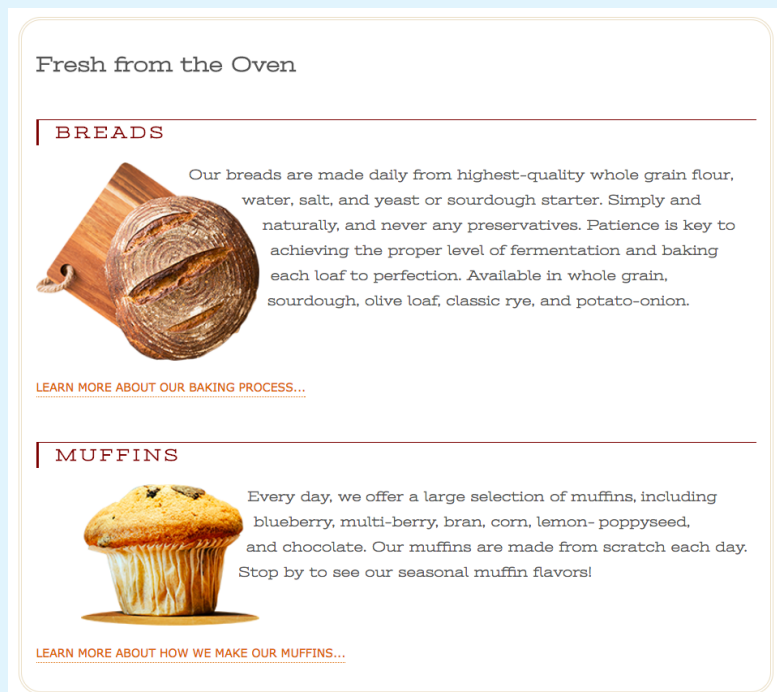 Fresh from the Oven
BREADS
Our breads are made daily from highest-quality whole grain flour,
water, salt, and yeast or sourdough starter. Simply and
naturally, and never any preservatives. Patience is key to
achieving the proper level of fermentation and baking
each loaf to perfection. Available in whole grain,
sourdough, olive loaf, classic rye, and potato-onion.
LEARN MORE ABOUT OUR BAKING PROCESS...
MUFFINS
Every day, we offer a large selection of muffins, including
blueberry, multi-berry, bran, corn, lemon- poppyseed,
and chocolate. Our muffins are made from scratch each day.
Stop by to see our seasonal muffin flavors!
LEARN MORE ABOUT HOW WE MAKE OUR MUFFINS...